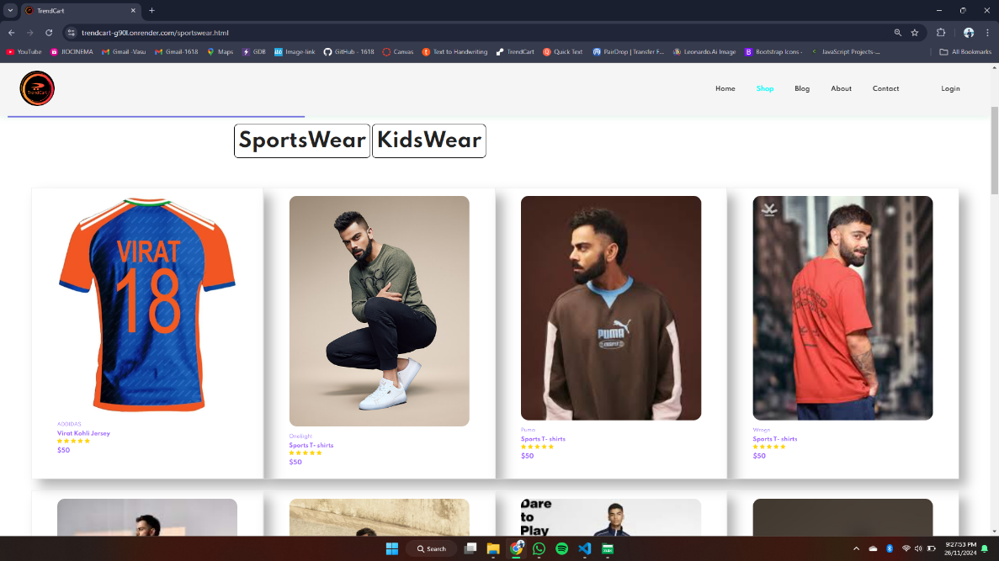 TrendCart
trendcart-g90l.onrender.com/sportswear.html
YouTube JIOCINEMA Gmail -Vasu Gmail-1618 Maps GDB Image-link GitHub - 1618 Canvas Text to Handwriting TrendCart Quick Text PairDrop | Transfer F... Leonardo.Ai Image Bootstrap Icons · JavaScript Projects-... All Bookmarks
TrendCart
Home Shop Blog About Contact Login
SportsWear KidsWear
VIRAT
18
ADDIDAS
Virat Kohli Jersey
$50
OneEight
Sports T- shirts
$50
PUMA
Puma
Sports T- shirts
$50
Wrogn
Sports T- shirts
$50
Dare
to
Play
Search
9:27:53 PM
26/11/2024